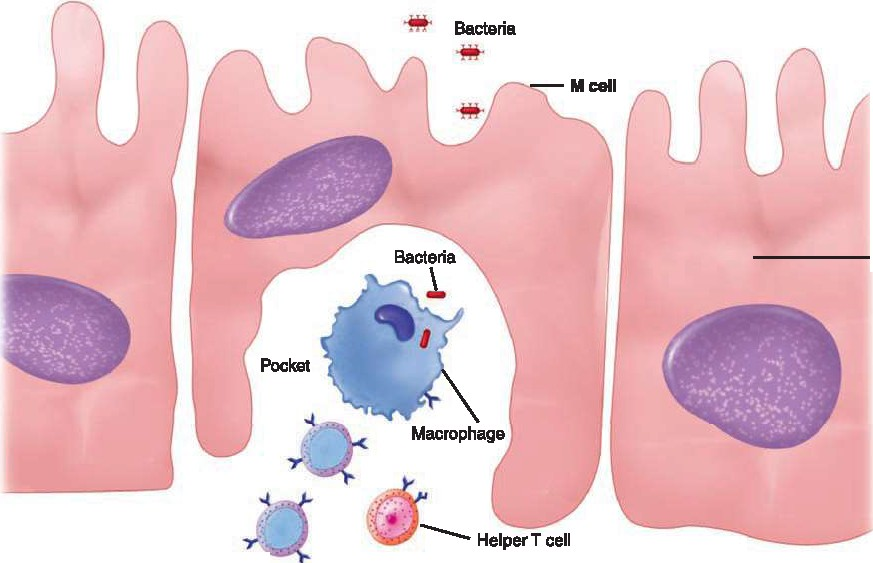 Bacteria
M cell
Bacteria
Pocket
Macrophage
Helper T cell